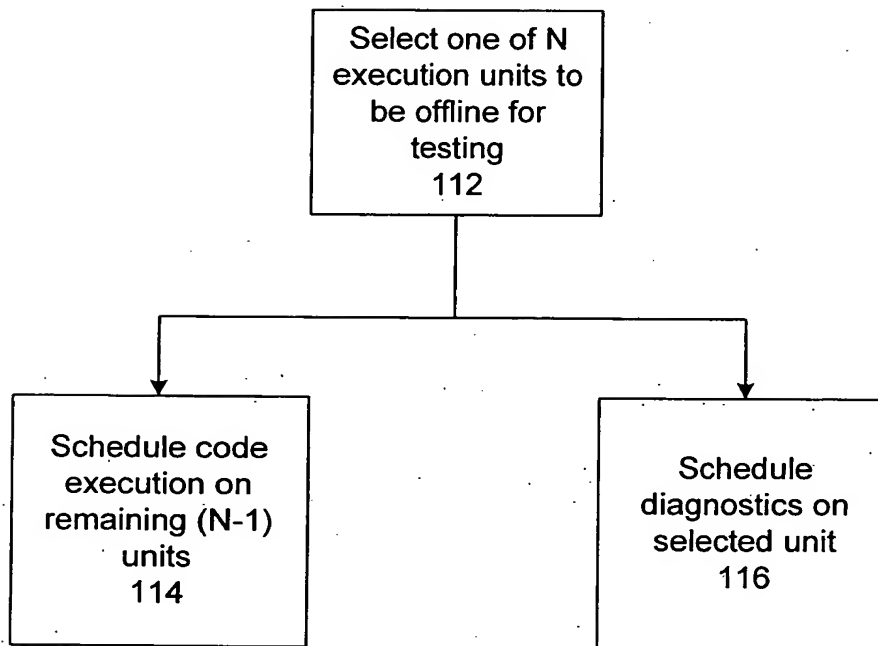 Select one of N
execution units to
be offline for
testing
112
Schedule code
execution on
remaining (N-1)
units
114
Schedule
diagnostics on
selected unit
116